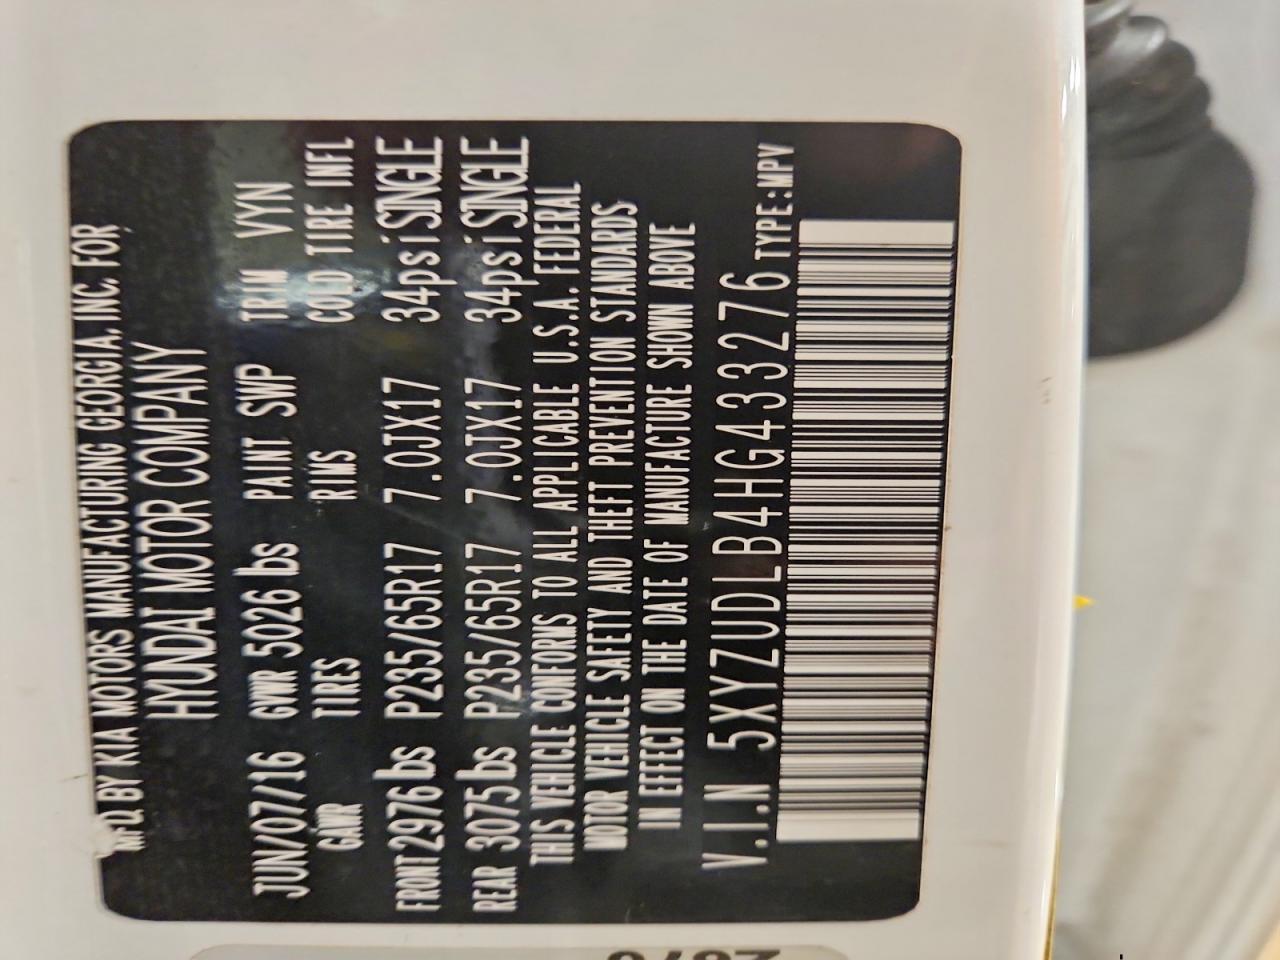 MFD. BY KIA MOTORS MANUFACTURING GEORGIA, INC. FOR
HYUNDAI MOTOR COMPANY
JUN/07/16 GVWR 5026 lbs PAINT SWP TRIM VYN
GAWR TIRES RIMS COLD TIRE INFL
FRONT 2976 lbs P235/65R17 7.0JX17 34psi SINGLE
REAR 3075 lbs P235/65R17 7.0JX17 34psi SINGLE
THIS VEHICLE CONFORMS TO ALL APPLICABLE U.S.A. FEDERAL
MOTOR VEHICLE SAFETY AND THEFT PREVENTION STANDARDS
IN EFFECT ON THE DATE OF MANUFACTURE SHOWN ABOVE
V.I.N 5XYZUDLB4HG433276 TYPE:MPV